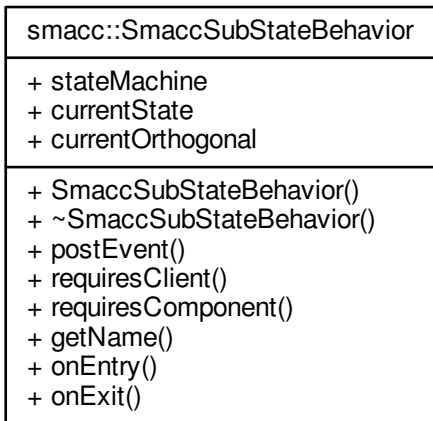 smacc::SmaccSubStateBehavior
+ stateMachine
+ currentState
+ currentOrthogonal
+ SmaccSubStateBehavior()
+ ~SmaccSubStateBehavior()
+ postEvent()
+ requiresClient()
+ requiresComponent()
+ getName()
+ onEntry()
+ onExit()